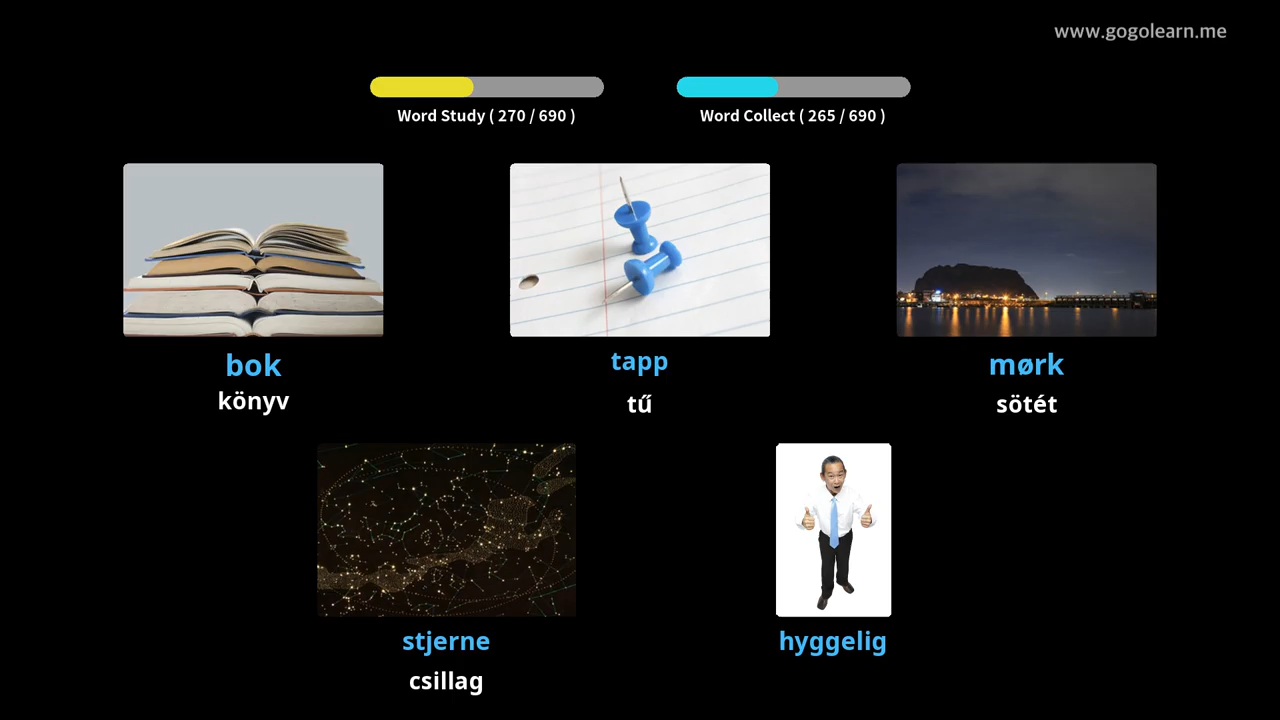 www.gogolearn.me
Word Study ( 270 / 690 )
Word Collect ( 265 / 690 )
bok
könyv
tapp
tű
mørk
sötét
stjerne
csillag
hyggelig